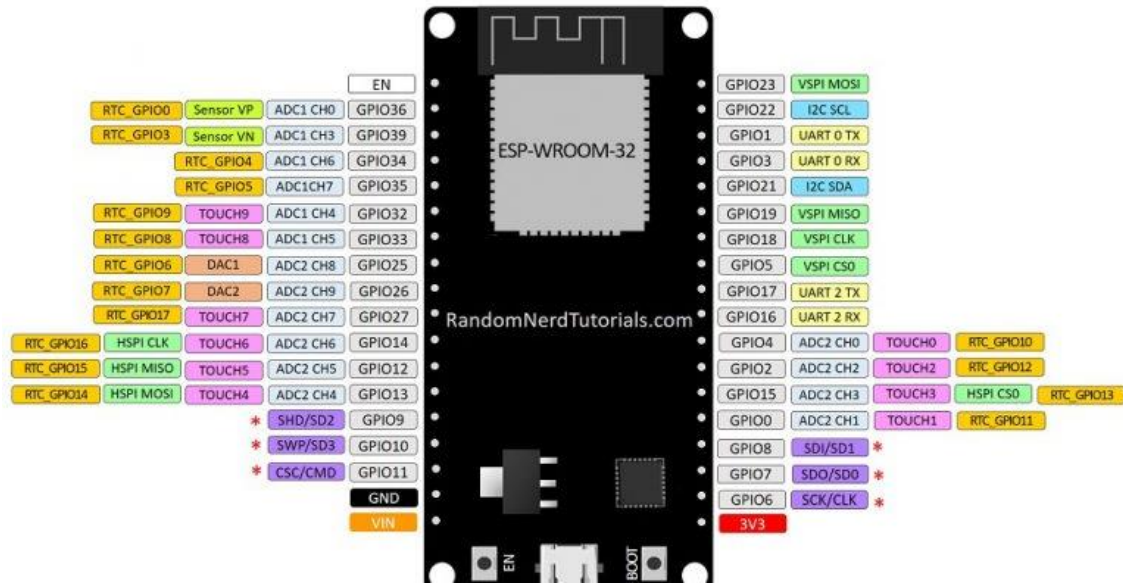 EN GPIO23 VSPI MOSI
RTC_GPIO0 Sensor VP ADC1 CH0 GPIO36 GPIO22 I2C SCL
RTC_GPIO3 Sensor VN ADC1 CH3 GPIO39 GPIO1 UART 0 TX
RTC_GPIO4 ADC1 CH6 GPIO34 ESP-WROOM-32 GPIO3 UART 0 RX
RTC_GPIO5 ADC1CH7 GPIO35 GPIO21 I2C SDA
RTC_GPIO9 TOUCH9 ADC1 CH4 GPIO32 GPIO19 VSPI MISO
RTC_GPIO8 TOUCH8 ADC1 CH5 GPIO33 GPIO18 VSPI CLK
RTC_GPIO6 DAC1 ADC2 CH8 GPIO25 GPIO5 VSPI CS0
RTC_GPIO7 DAC2 ADC2 CH9 GPIO26 GPIO17 UART 2 TX
RTC_GPIO17 TOUCH7 ADC2 CH7 GPIO27 RandomNerdTutorials.com GPIO16 UART 2 RX
RTC_GPIO16 HSPI CLK TOUCH6 ADC2 CH6 GPIO14 GPIO4 ADC2 CH0 TOUCH0 RTC_GPIO10
RTC_GPIO15 HSPI MISO TOUCH5 ADC2 CH5 GPIO12 GPIO2 ADC2 CH2 TOUCH2 RTC_GPIO12
RTC_GPIO14 HSPI MOSI TOUCH4 ADC2 CH4 GPIO13 GPIO15 ADC2 CH3 TOUCH3 HSPI CS0 RTC_GPIO13
* SHD/SD2 GPIO9 GPIO0 ADC2 CH1 TOUCH1 RTC_GPIO11
* SWP/SD3 GPIO10 GPIO8 SDI/SD1 *
* CSC/CMD GPIO11 GPIO7 SDO/SD0 *
GND GPIO6 SCK/CLK *
VIN 3V3
EN BOOT